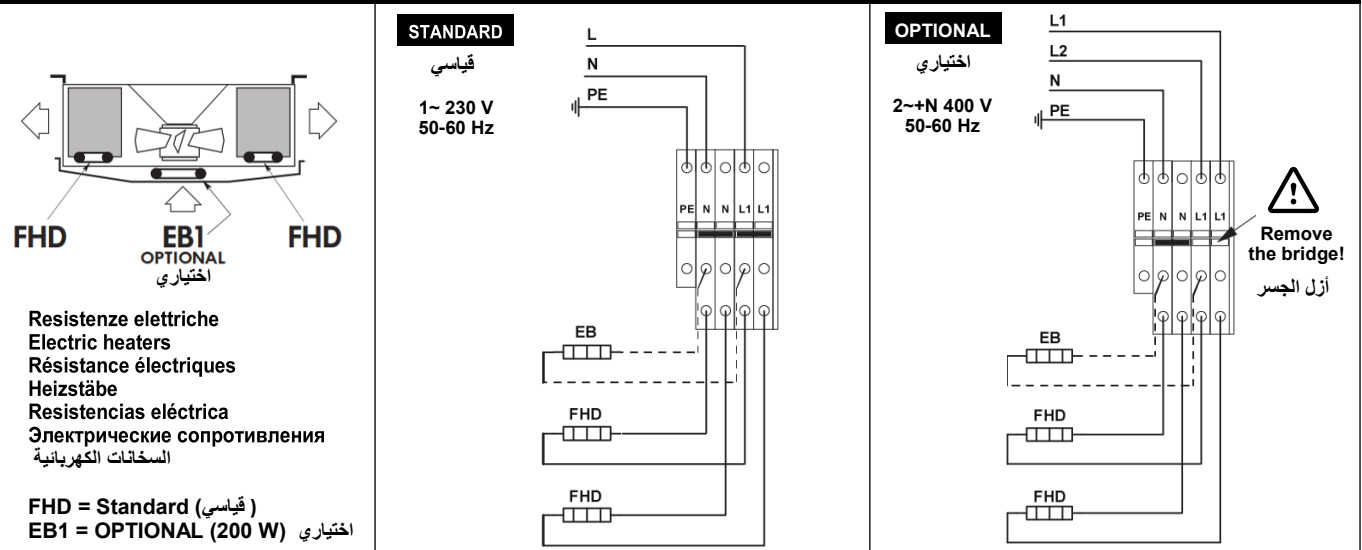 FHD
EB1
FHD
OPTIONAL
اختياري
Resistenze elettriche
Electric heaters
Résistance électriques
Heizstäbe
Resistencias eléctrica
Электрические сопротивления
السخانات الكهربائية
FHD = Standard (قياسي )
EB1 = OPTIONAL (200 W) اختياري
STANDARD
قياسي
1~ 230 V
50-60 Hz
L
N
PE
PE N N L1 L1
EB
FHD
FHD
OPTIONAL
اختياري
2~+N 400 V
50-60 Hz
L1
L2
N
PE
PE N N L1 L1
Remove
the bridge!
أزل الجسر
EB
FHD
FHD